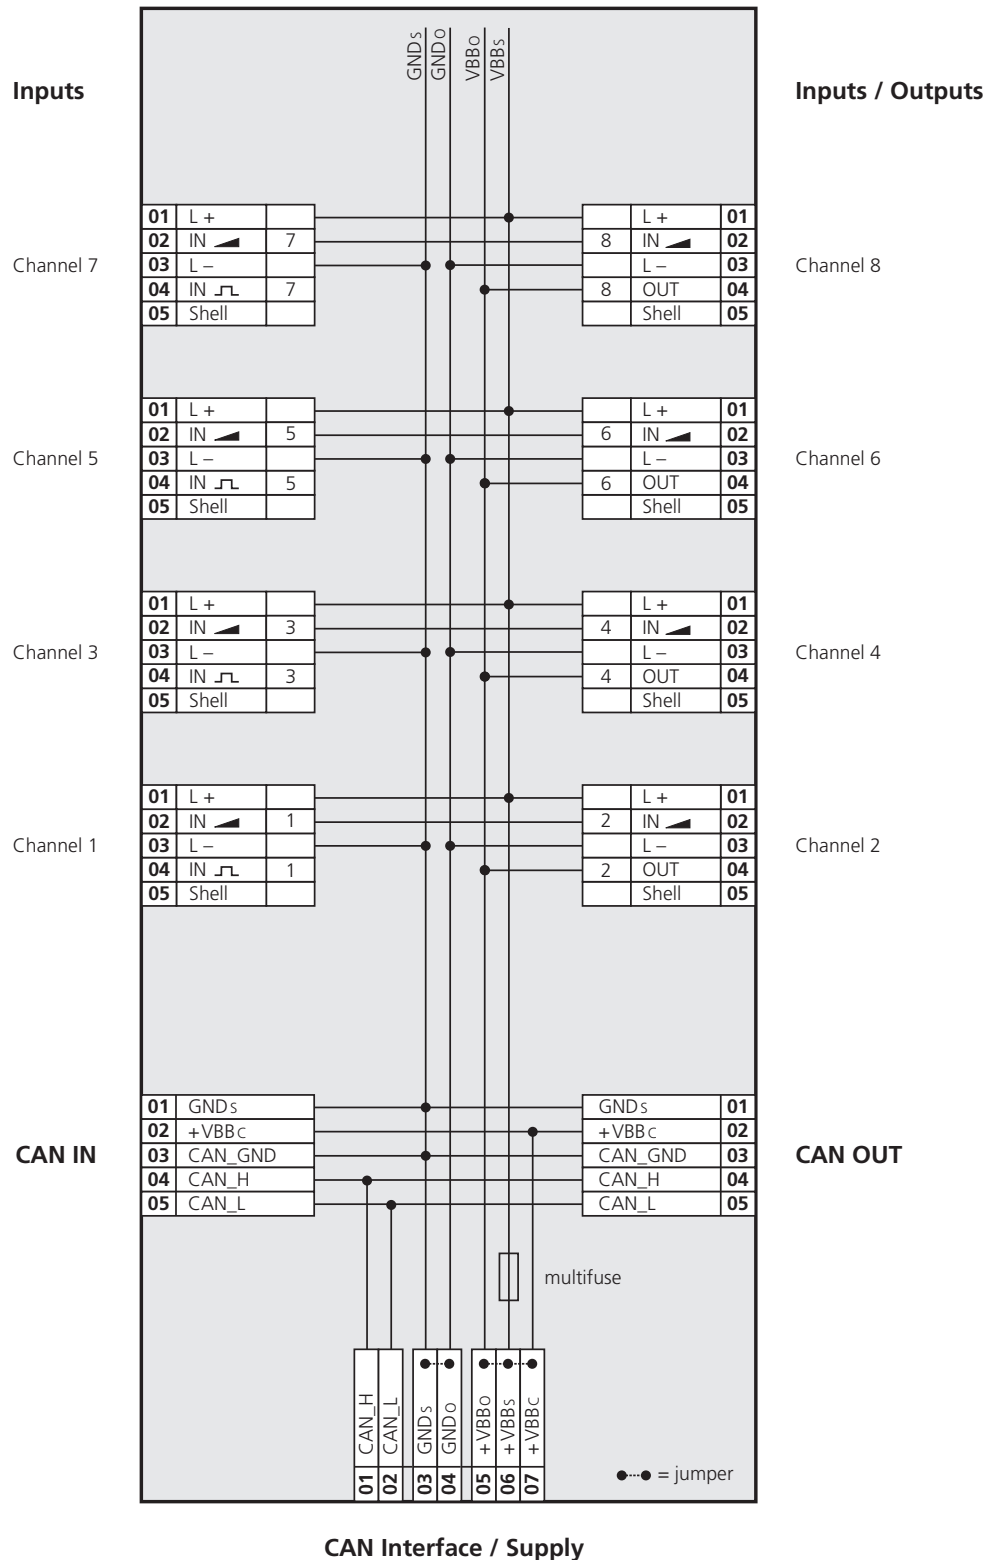 GNDS
GNDO
VBBO
VBBS
Inputs
Inputs / Outputs
01 L + L + 01
02 IN 7 8 IN 02
Channel 7 03 L – L – 03 Channel 8
04 IN 7 8 OUT 04
05 Shell Shell 05
01 L + L + 01
02 IN 5 6 IN 02
Channel 5 03 L – L – 03 Channel 6
04 IN 5 6 OUT 04
05 Shell Shell 05
01 L + L + 01
02 IN 3 4 IN 02
Channel 3 03 L – L – 03 Channel 4
04 IN 3 4 OUT 04
05 Shell Shell 05
01 L + L + 01
02 IN 1 2 IN 02
Channel 1 03 L – L – 03 Channel 2
04 IN 1 2 OUT 04
05 Shell Shell 05
01 GNDS GNDS 01
02 +VBBC +VBBC 02
CAN IN 03 CAN_GND CAN_GND 03 CAN OUT
04 CAN_H CAN_H 04
05 CAN_L CAN_L 05
multifuse
01 CAN_H
02 CAN_L
03 GNDS
04 GNDO
05 +VBBO
06 +VBBS
07 +VBBC
= jumper
CAN Interface / Supply